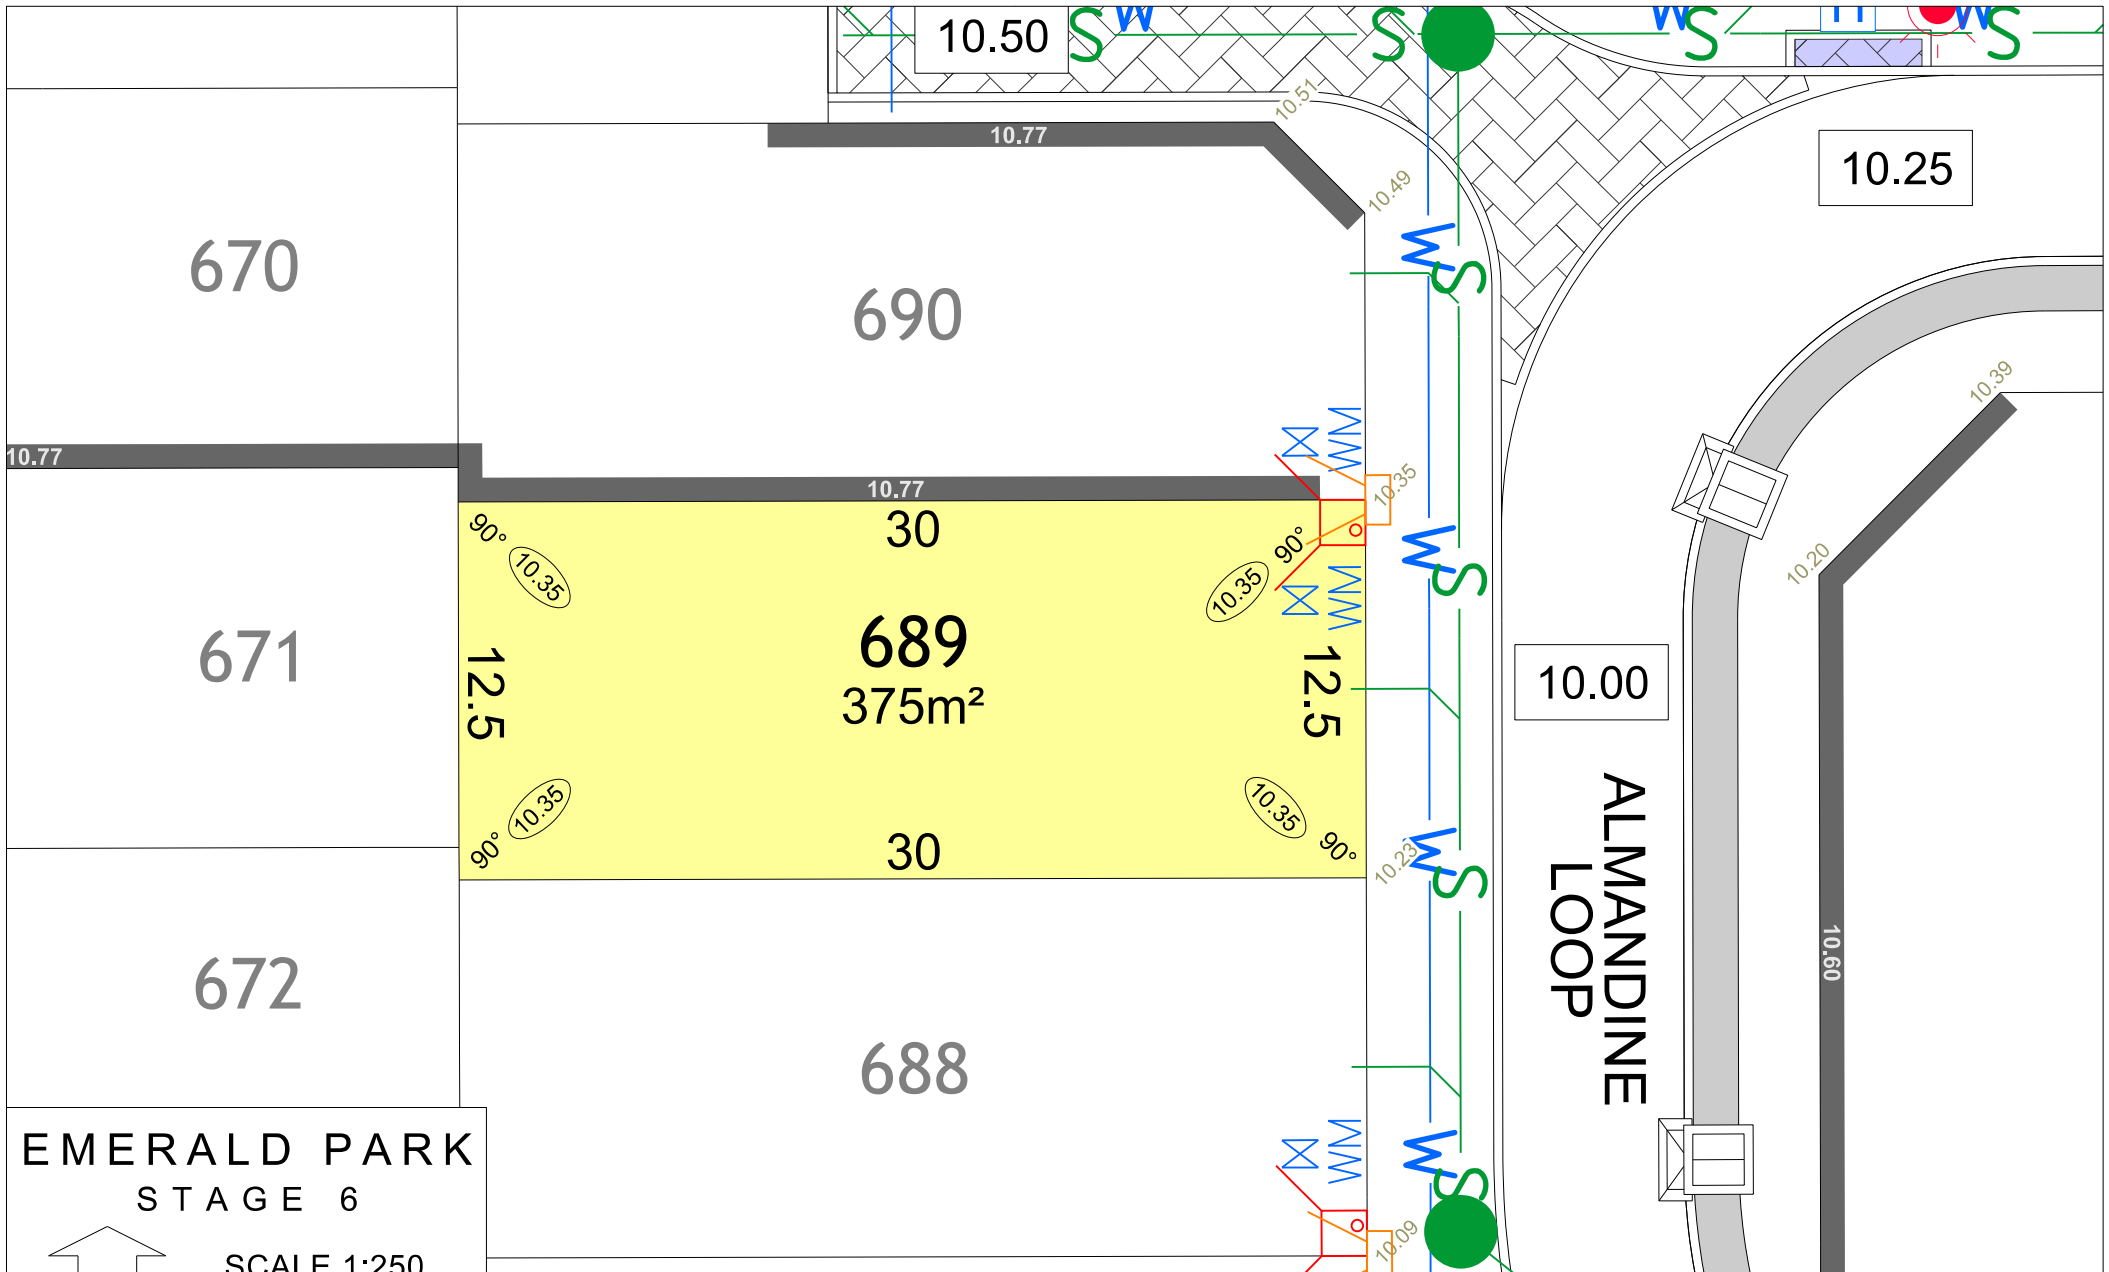 10.50
S
W
S
W
S
W
S
10.51
10.77
10.49
10.25
670
690
W
S
10.39
10.77
10.77
10.35
30
90°
10.35
90°
10.35
W
S
10.20
689
375m²
671
12.5
12.5
10.00
ALMANDINE
LOOP
10.35
90°
10.35
90°
30
10.23
W
S
10.60
672
688
W
S
10.09
EMERALD PARK
STAGE 6
SCALE 1:250